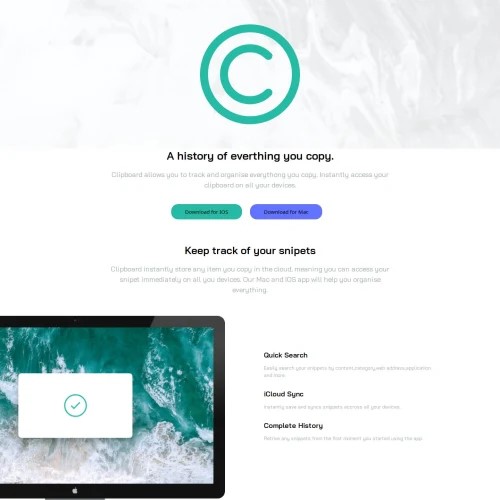 A history of everthing you copy.
Clipboard allows you to track and organise everythong you copy. Instantly access your
clipboard on all your devices.
Download for IOS
Download for Mac
Keep track of your snipets
Clipboard instantly store any item you copy in the cloud, meaning you can access your
snipet immediately on all you devices. Our Mac and IOS app will help you organise
everything.
Quick Search
Easily search your snippets by content,category,web address,application
and more.
iCloud Sync
Instantly save and syncs snippets accross all your devices.
Complete History
Retrive any snippets from the first moment you started using the app.